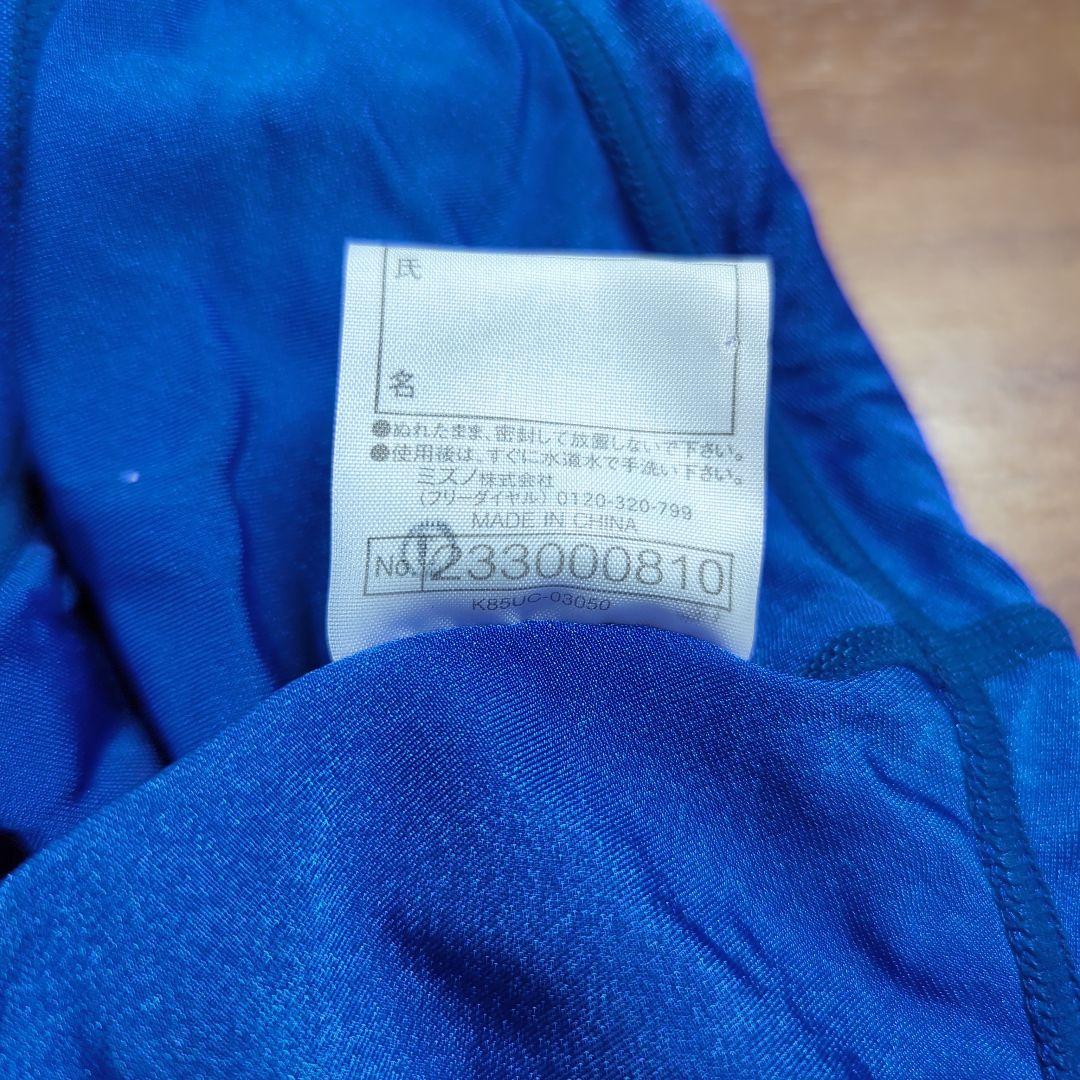 氏
名
●ぬれたまま、密封して放置しないで下さい。
●使用後は、すぐに水道水で手洗い下さい。
ミズノ株式会社
(フリーダイヤル) 0120-320-799
MADE IN CHINA
No. 1233000810
K85UC-03050